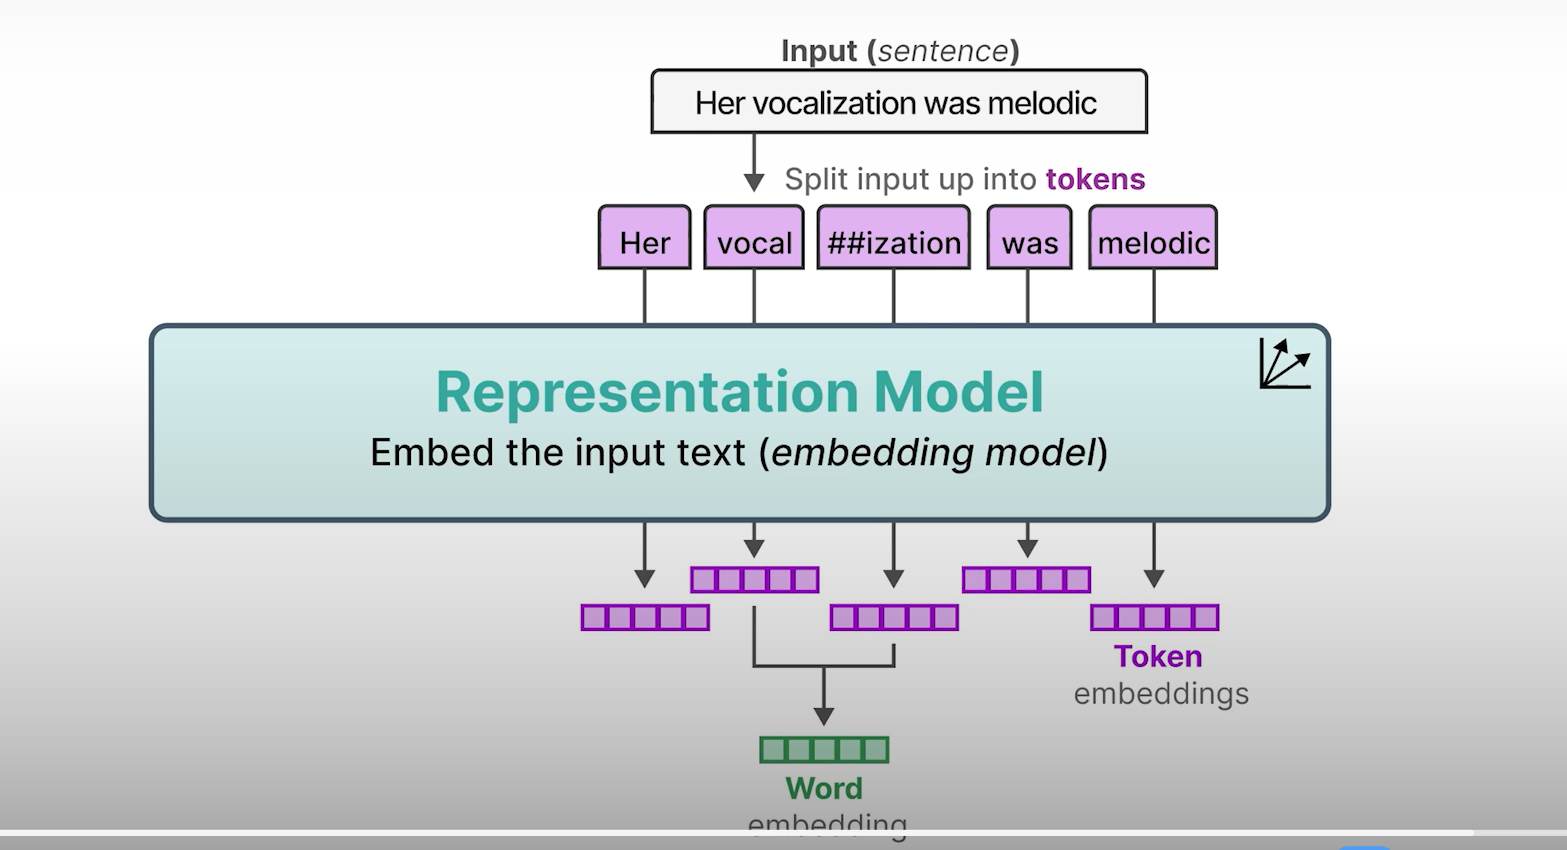 Input (sentence)
Her vocalization was melodic
Split input up into tokens
Her vocal ##ization was melodic
Representation Model
Embed the input text (embedding model)
Token
embeddings
Word
embedding